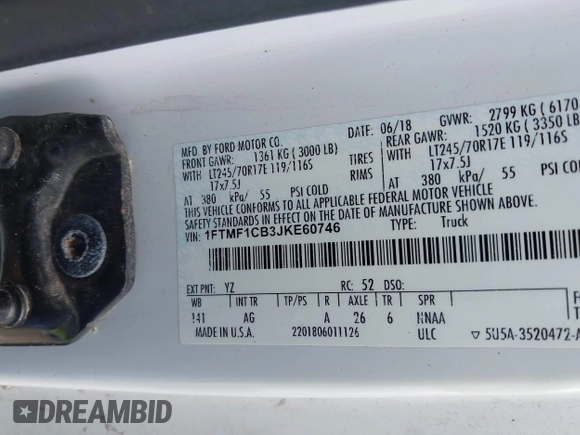 MFD. BY FORD MOTOR CO.
DATE: 06/18 GVWR: 2799 KG ( 6170
FRONT GAWR: 1361 KG ( 3000 LB)
REAR GAWR: 1520 KG ( 3350 LB
WITH LT245/70R17E 119/116S TIRES
WITH LT245/70R17E 119/116S
17x7.5J RIMS
17x7.5J
AT 380 kPa/ 55 PSI COLD
AT 380 kPa/ 55 PSI COLD
THIS VEHICLE CONFORMS TO ALL APPLICABLE FEDERAL MOTOR VEHICLE
SAFETY STANDARDS IN EFFECT ON THE DATE OF MANUFACTURE SHOWN ABOVE.
VIN: 1FTMF1CB3JKE60746
TYPE: Truck
EXT PNT: YZ RC: 52 DSO:
WB INT TR TP/PS R AXLE TR SPR
141 AG A 26 6 NNAA
MADE IN U.S.A. 2201806011126 ULC
5U5A-3520472-A
DREAMBID